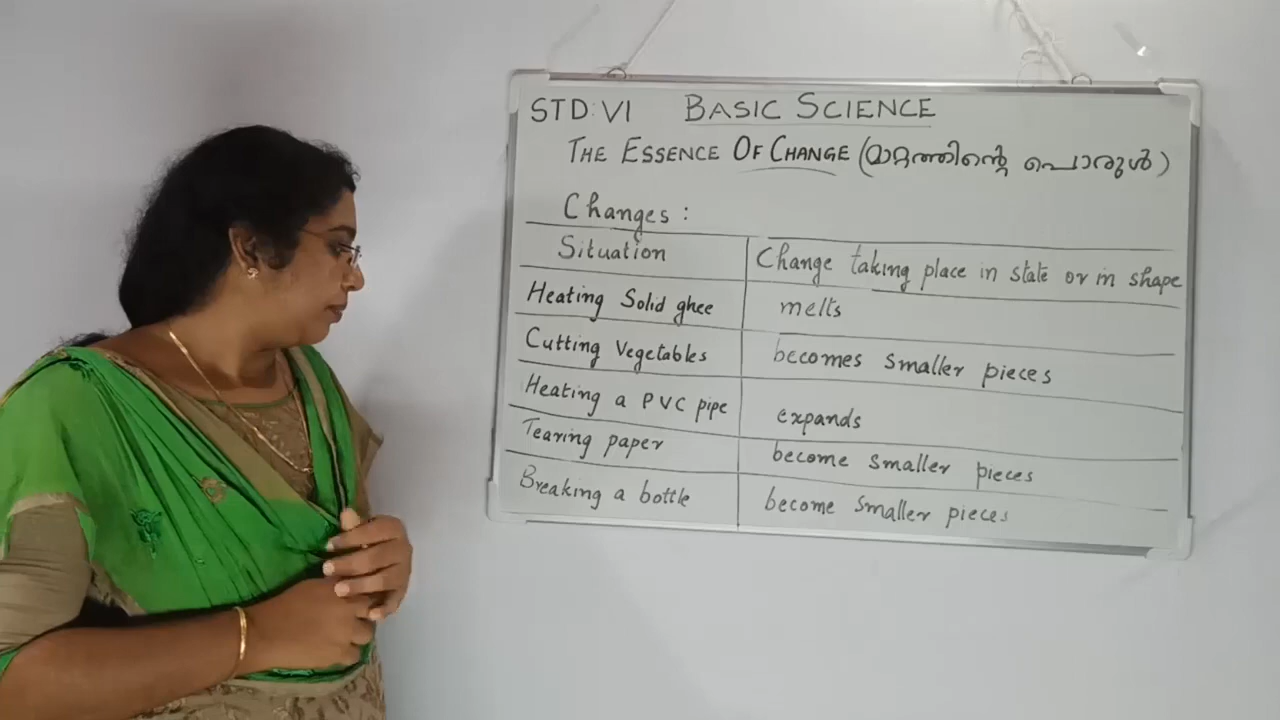 STD: VI BASIC SCIENCE
THE ESSENCE OF CHANGE (മാറ്റത്തിന്റെ പൊരുൾ)
Changes:
Situation Change taking place in state or in shape
Heating Solid ghee melts
Cutting Vegetables becomes smaller pieces
Heating a PVC pipe expands
Tearing paper become smaller pieces
Breaking a bottle become smaller pieces